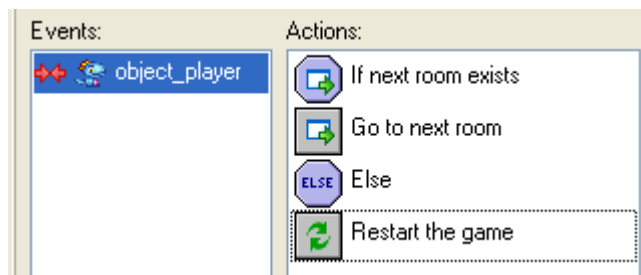 Events:
object_player
Actions:
If next room exists
Go to next room
ELSE Else
Restart the game